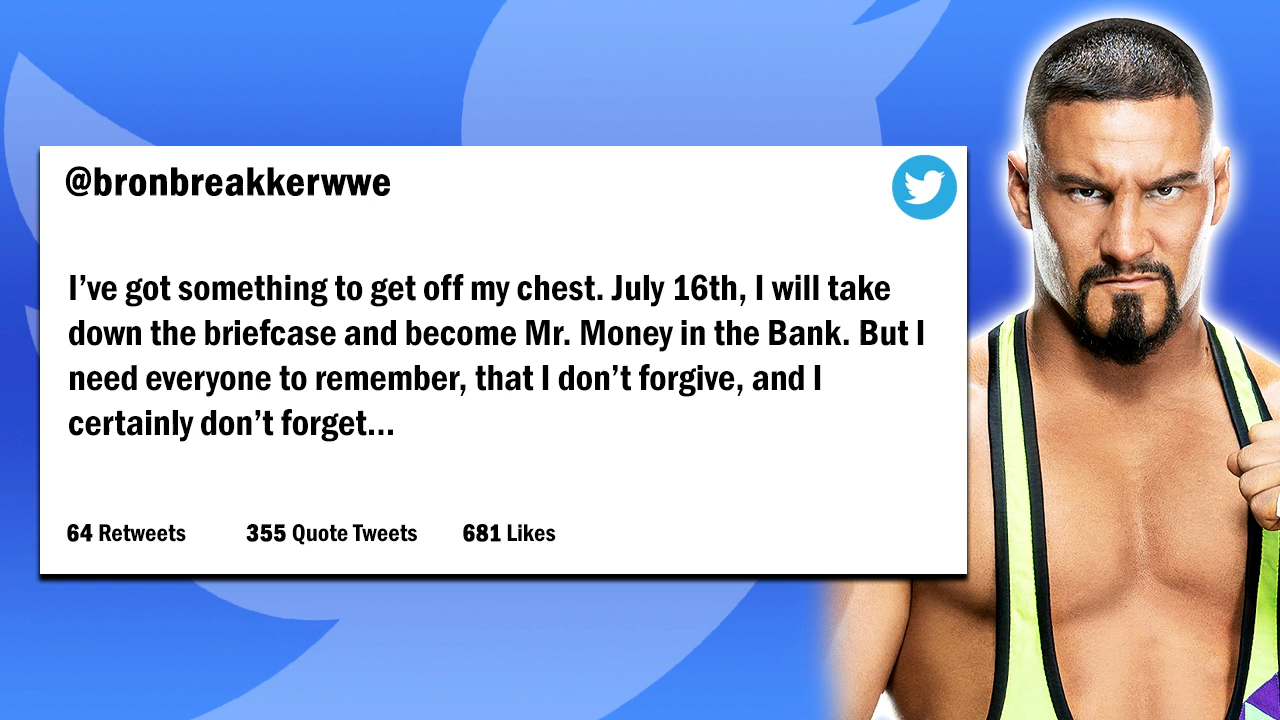 @bronbreakkerwwe
I’ve got something to get off my chest. July 16th, I will take
down the briefcase and become Mr. Money in the Bank. But I
need everyone to remember, that I don’t forgive, and I
certainly don’t forget...
64 Retweets 355 Quote Tweets 681 Likes